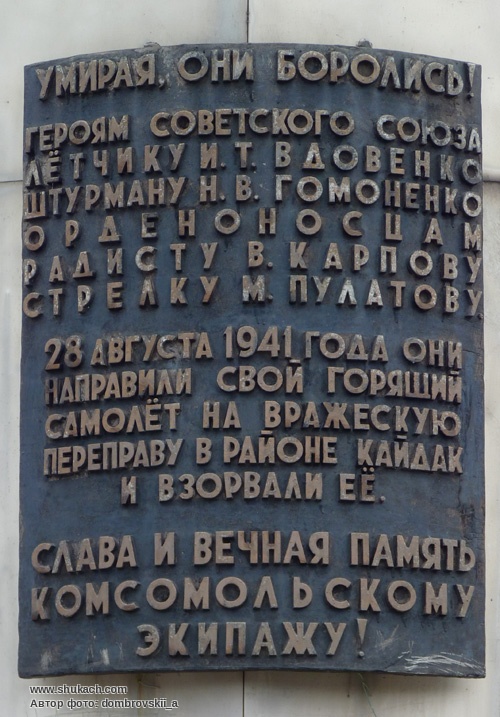 УМИРАЯ, ОНИ БОРОЛИСЬ!
ГЕРОЯМ СОВЕТСКОГО СОЮЗА
ЛЁТЧИКУ И.Т. ВДОВЕНКО
ШТУРМАНУ Н.В. ГОМОНЕНКО
ОРДЕНОНОСЦАМ
РАДИСТУ В. КАРПОВУ
СТРЕЛКУ М. ПУЛАТОВУ
28 АВГУСТА 1941 ГОДА ОНИ
НАПРАВИЛИ СВОЙ ГОРЯЩИЙ
САМОЛЁТ НА ВРАЖЕСКУЮ
ПЕРЕПРАВУ В РАЙОНЕ КАЙДАК
И ВЗОРВАЛИ ЕЁ.
СЛАВА И ВЕЧНАЯ ПАМЯТЬ
КОМСОМОЛЬСКОМУ
ЭКИПАЖУ!
www.shukach.com
Автор фото: dombrovskii_a